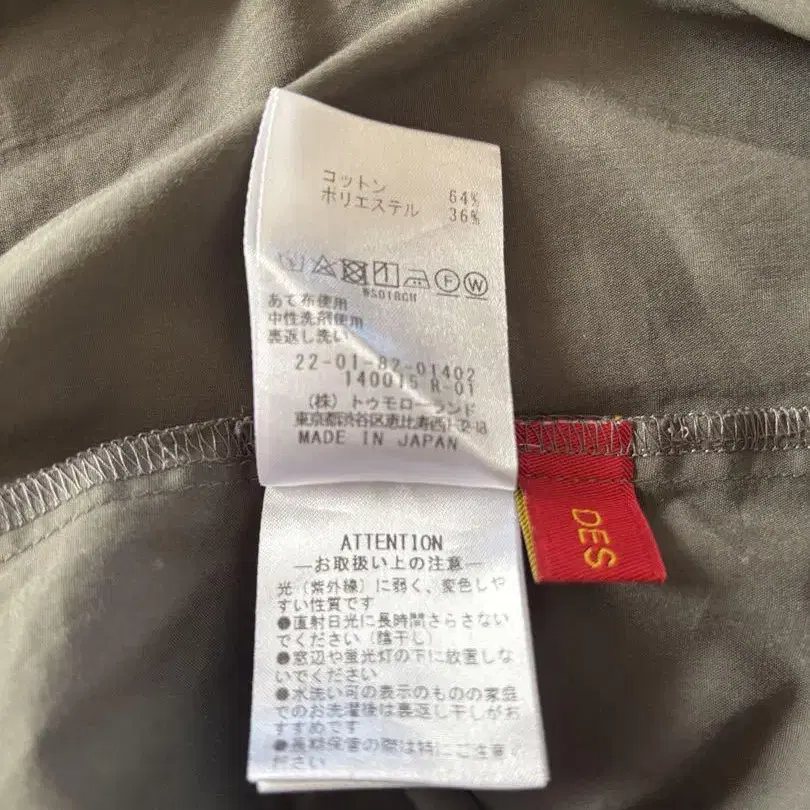 コットン 64%
ポリエステル 36%
F W
WS01BGH
あて布使用
中性洗剤使用
裏返し洗い
22-01-82-01402
140015 R-01
(株)トゥモローランド
東京都渋谷区恵比寿西1-32-18
MADE IN JAPAN
DES
ATTENTION
―お取扱い上の注意―
光(紫外線)に弱く、変色しや
すい性質です
●直射日光に長時間さらさない
でください(陰干し)
●窓辺や蛍光灯の下に放置しな
いでください
●水洗い可の表示のものの家庭
でのお洗濯後は裏返し干しがお
すすめです
●長期保管の際は特にご注意く
ださい